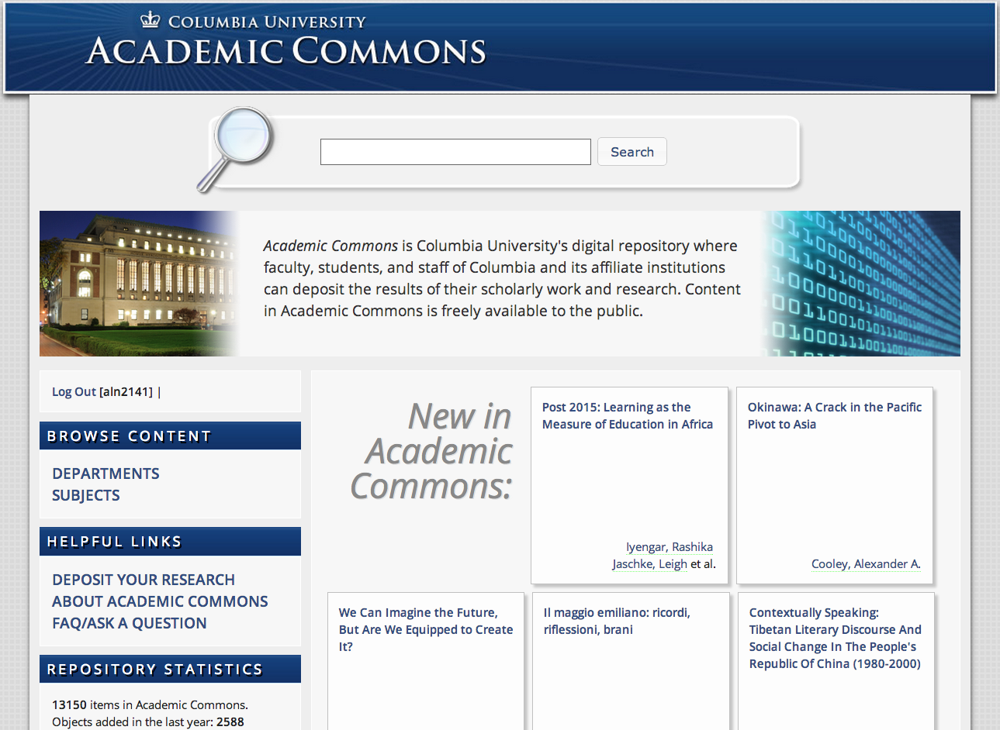 COLUMBIA UNIVERSITY
ACADEMIC COMMONS
Search
Academic Commons is Columbia University's digital repository where
faculty, students, and staff of Columbia and its affiliate institutions
can deposit the results of their scholarly work and research. Content
in Academic Commons is freely available to the public.
Log Out [aln2141] |
BROWSE CONTENT
DEPARTMENTS
SUBJECTS
HELPFUL LINKS
DEPOSIT YOUR RESEARCH
ABOUT ACADEMIC COMMONS
FAQ/ASK A QUESTION
REPOSITORY STATISTICS
13150 items in Academic Commons.
Objects added in the last year: 2588
New in
Academic
Commons:
Post 2015: Learning as the
Measure of Education in Africa
Iyengar, Rashika
Jaschke, Leigh et al.
Okinawa: A Crack in the Pacific
Pivot to Asia
Cooley, Alexander A.
We Can Imagine the Future,
But Are We Equipped to Create
It?
Il maggio emiliano: ricordi,
riflessioni, brani
Contextually Speaking:
Tibetan Literary Discourse And
Social Change In The People's
Republic Of China (1980-2000)